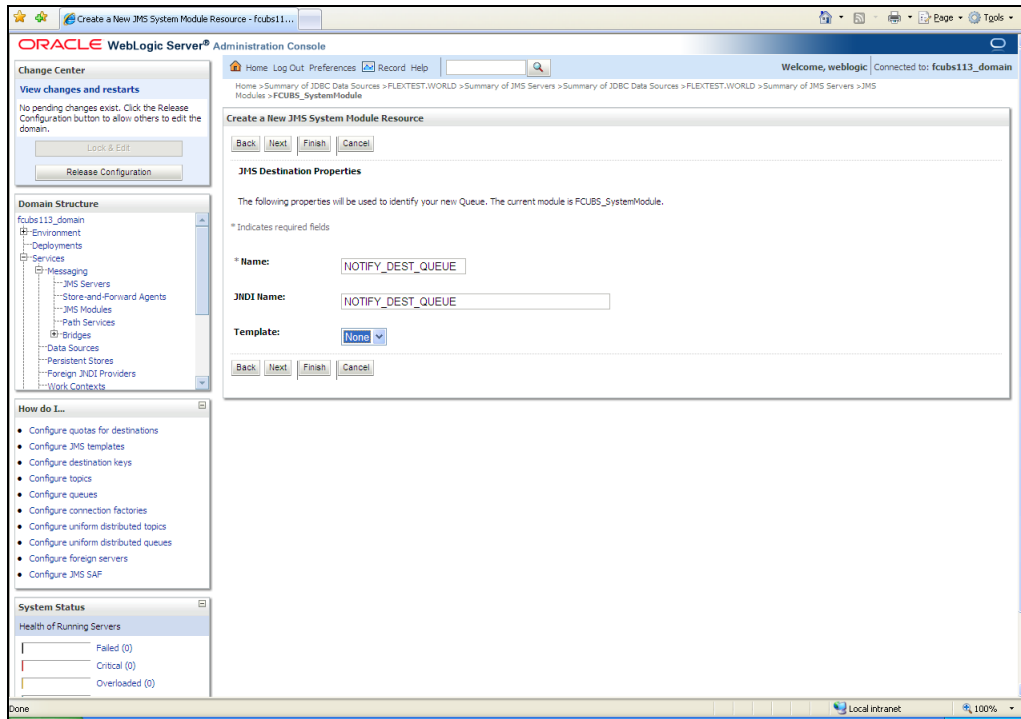 Create a New JMS System Module Resource - fcubs11...
Page
Tools
ORACLE WebLogic Server® Administration Console
Change Center
View changes and restarts
No pending changes exist. Click the Release
Configuration button to allow others to edit the
domain.
Lock & Edit
Release Configuration
Domain Structure
fcubs113_domain
Environment
Deployments
Services
Messaging
JMS Servers
Store-and-Forward Agents
JMS Modules
Path Services
Bridges
Data Sources
Persistent Stores
Foreign JNDI Providers
Work Contexts
How do I...
Configure quotas for destinations
Configure JMS templates
Configure destination keys
Configure topics
Configure queues
Configure connection factories
Configure uniform distributed topics
Configure uniform distributed queues
Configure foreign servers
Configure JMS SAF
System Status
Health of Running Servers
Failed (0)
Critical (0)
Overloaded (0)
Home Log Out Preferences Record Help
Welcome, weblogic Connected to: fcubs113_domain
Home >Summary of JDBC Data Sources >FLEXTEST.WORLD >Summary of JMS Servers >Summary of JDBC Data Sources >FLEXTEST.WORLD >Summary of JMS Servers >JMS
Modules >FCUBS_SystemModule
Create a New JMS System Module Resource
Back Next Finish Cancel
JMS Destination Properties
The following properties will be used to identify your new Queue. The current module is FCUBS_SystemModule.
* Indicates required fields
* Name: NOTIFY_DEST_QUEUE
JNDI Name: NOTIFY_DEST_QUEUE
Template: None
Back Next Finish Cancel
Done
Local intranet
100%